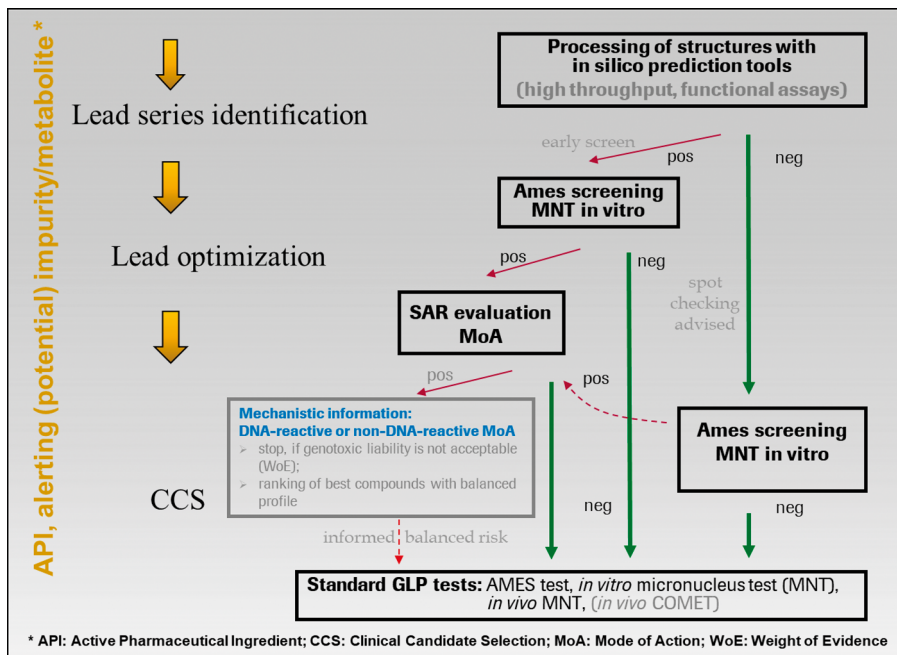 API, alerting (potential) impurity/metabolite *
Processing of structures with
in silico prediction tools
(high throughput, functional assays)
Lead series identification
early screen
pos
neg
Ames screening
MNT in vitro
Lead optimization
pos
neg
spot
checking
advised
SAR evaluation
MoA
pos
pos
Mechanistic information:
DNA-reactive or non-DNA-reactive MoA
➢ stop, if genotoxic liability is not acceptable
(WoE);
➢ ranking of best compounds with balanced
profile
Ames screening
MNT in vitro
CCS
neg
neg
informed balanced risk
Standard GLP tests: AMES test, in vitro micronucleus test (MNT),
in vivo MNT, (in vivo COMET)
* API: Active Pharmaceutical Ingredient; CCS: Clinical Candidate Selection; MoA: Mode of Action; WoE: Weight of Evidence